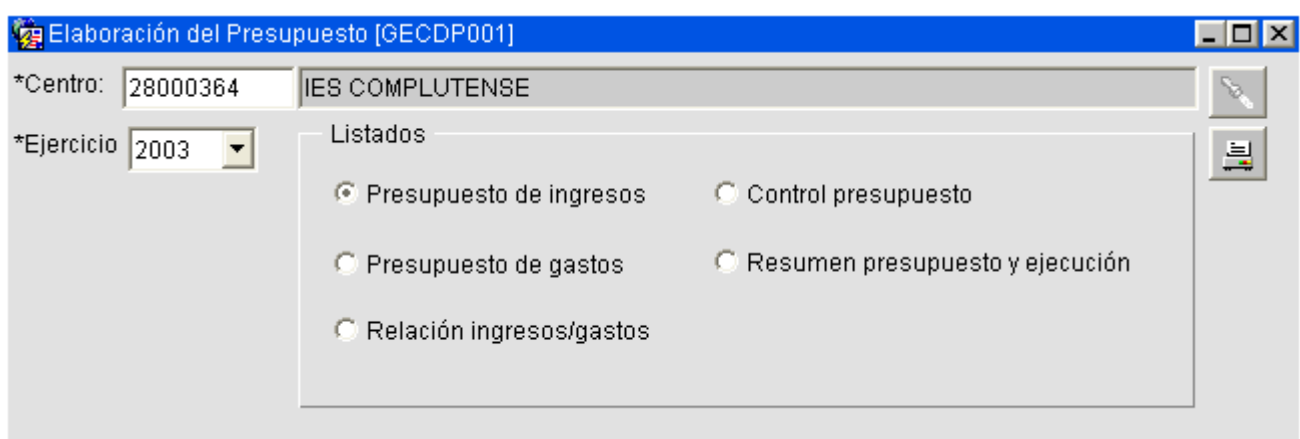 Elaboración del Presupuesto [GECDP001]
*Centro: 28000364 IES COMPLUTENSE
*Ejercicio 2003
Listados
Presupuesto de ingresos Control presupuesto
Presupuesto de gastos Resumen presupuesto y ejecución
Relación ingresos/gastos